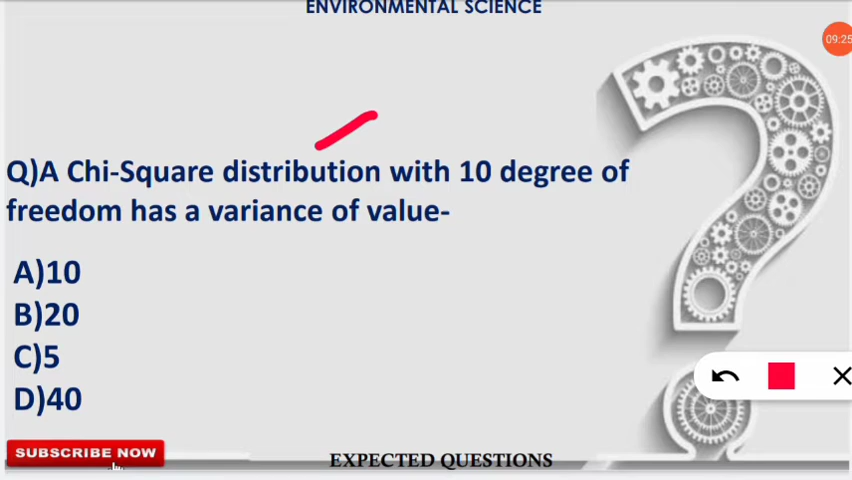 ENVIRONMENTAL SCIENCE
09:25
Q)A Chi-Square distribution with 10 degree of
freedom has a variance of value-
A)10
B)20
C)5
D)40
SUBSCRIBE NOW
EXPECTED QUESTIONS